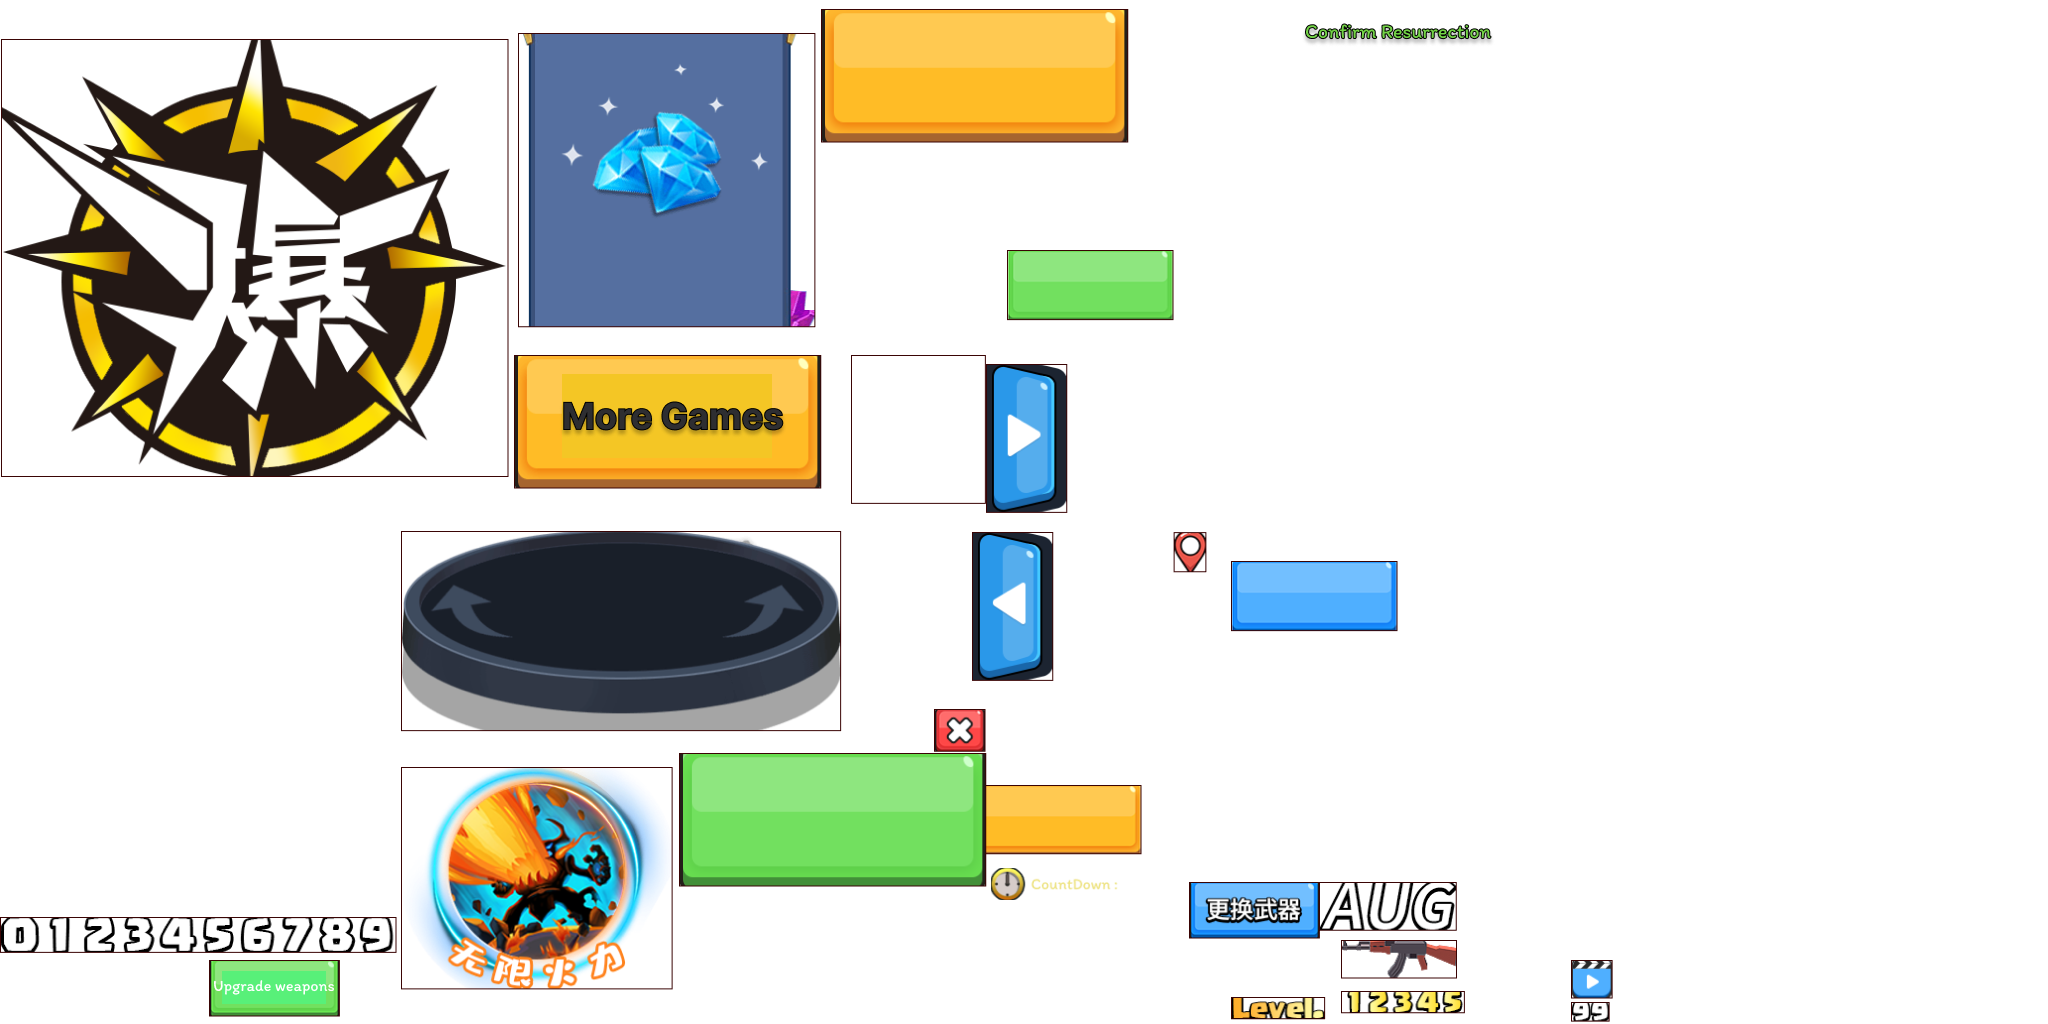 Confirm Resurrection
爆
More Games
CountDown :
无限火力
更换武器
AUG
0123456789
Upgrade weapons
Level.
12345
99